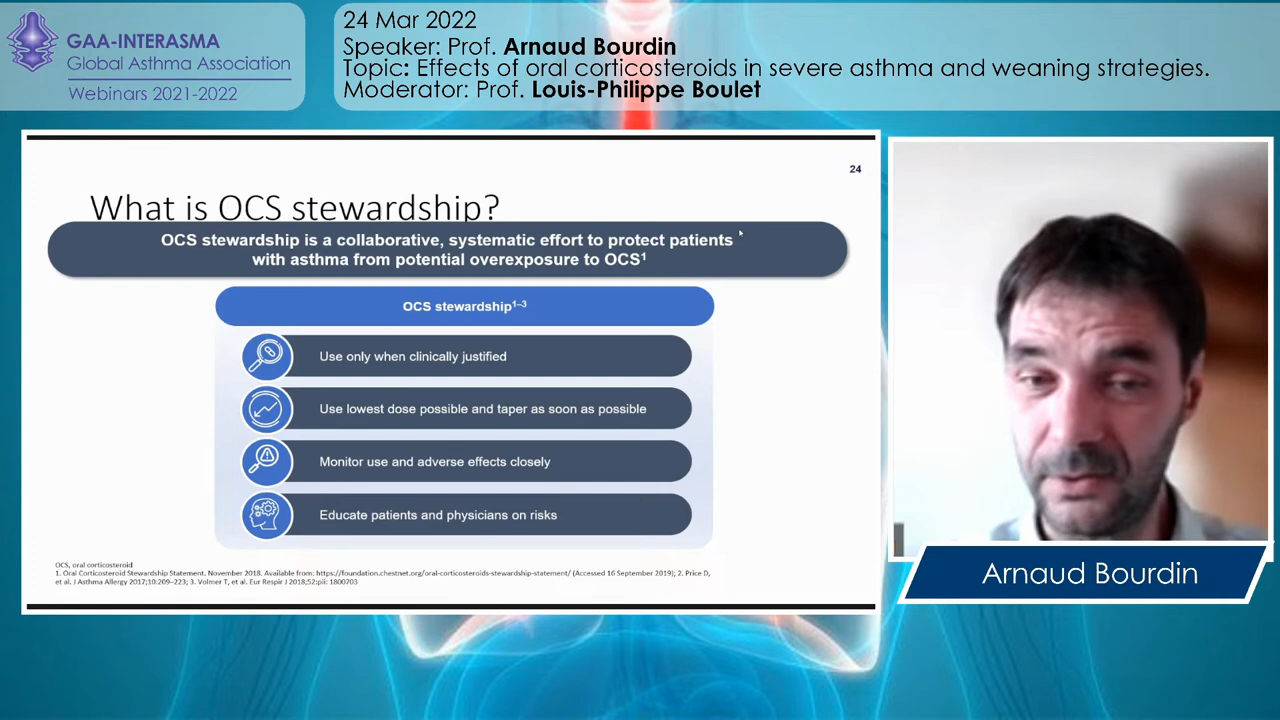 GAA-INTERASMA
Global Asthma Association
Webinars 2021-2022
24 Mar 2022
Speaker: Prof. Arnaud Bourdin
Topic: Effects of oral corticosteroids in severe asthma and weaning strategies.
Moderator: Prof. Louis-Philippe Boulet
24
What is OCS stewardship?
OCS stewardship is a collaborative, systematic effort to protect patients
with asthma from potential overexposure to OCS¹
OCS stewardship¹⁻³
Use only when clinically justified
Use lowest dose possible and taper as soon as possible
Monitor use and adverse effects closely
Educate patients and physicians on risks
OCS, oral corticosteroid
1. Oral Corticosteroid Stewardship Statement. November 2018. Available from: https://foundation.chestnet.org/oral-corticosteroids-stewardship-statement/ (Accessed 16 September 2019); 2. Price D,
et al. J Asthma Allergy 2017;10:209–223; 3. Volmer T, et al. Eur Respir J 2018;52:pii: 1800703
Arnaud Bourdin